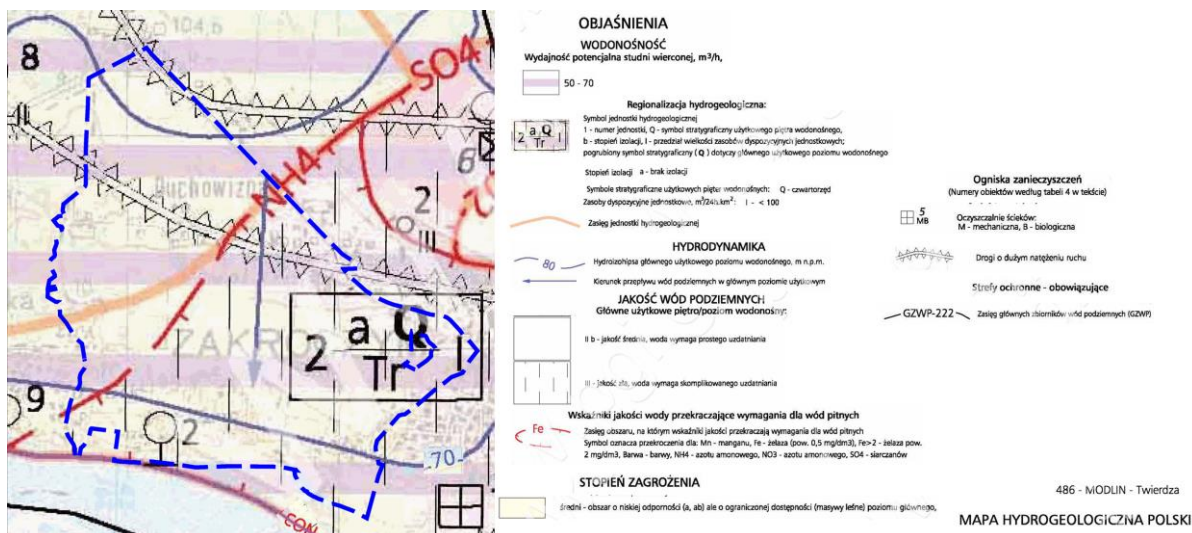 104,b
8
SO4
II
6
NH4
Duchowizna
2
III
ZAKROCZYM
2 a Q I
Tr
9
2
70
OBJAŚNIENIA
WODONOŚNOŚĆ
Wydajność potencjalna studni wierconej, m³/h,
50 - 70
Regionalizacja hydrogeologiczna:
Symbol jednostki hydrogeologicznej
2 a Q I
Tr
1 - numer jednostki, Q - symbol stratygraficzny użytkowego piętra wodonośnego,
b - stopień izolacji, I - przedział wielkości zasobów dyspozycyjnych jednostkowych;
pogrubiony symbol stratygraficzny (Q) dotyczy głównego użytkowego poziomu wodonośnego
Stopień izolacji a - brak izolacji
Symbole stratygraficzne użytkowych pięter wodonośnych: Q - czwartorzęd
Zasoby dyspozycyjne jednostkowe, m³/24h.km²: I - < 100
Zasięg jednostki hydrogeologicznej
HYDRODYNAMIKA
80
Hydroizohipsa głównego użytkowego poziomu wodonośnego, m n.p.m.
Kierunek przepływu wód podziemnych w głównym poziomie użytkowym
JAKOŚĆ WÓD PODZIEMNYCH
Główne użytkowe piętro/poziom wodonośny:
II b - jakość średnia, woda wymaga prostego uzdatniania
III - jakość zła, woda wymaga skomplikowanego uzdatniania
Wskaźniki jakości wody przekraczające wymagania dla wód pitnych
Fe
Zasięg obszaru, na którym wskaźniki jakości przekraczają wymagania dla wód pitnych
Symbol oznacza przekroczenia dla: Mn - manganu, Fe - żelaza (pow. 0,5 mg/dm3), Fe>2 - żelaza pow.
2 mg/dm3, Barwa - barwy, NH4 - azotu amonowego, NO3 - azotu amonowego, SO4 - siarczanów
STOPIEŃ ZAGROŻENIA
średni - obszar o niskiej odporności (a, ab) ale o ograniczonej dostępności (masywy leśne) poziomu głównego,
Ogniska zanieczyszczeń
(Numery obiektów według tabeli 4 w tekście)
5
MB
Oczyszczalnie ścieków:
M - mechaniczna, B - biologiczna
Drogi o dużym natężeniu ruchu
Strefy ochronne - obowiązujące
GZWP-222
Zasięg głównych zbiorników wód podziemnych (GZWP)
486 - MODLIN - Twierdza
MAPA HYDROGEOLOGICZNA POLSKI